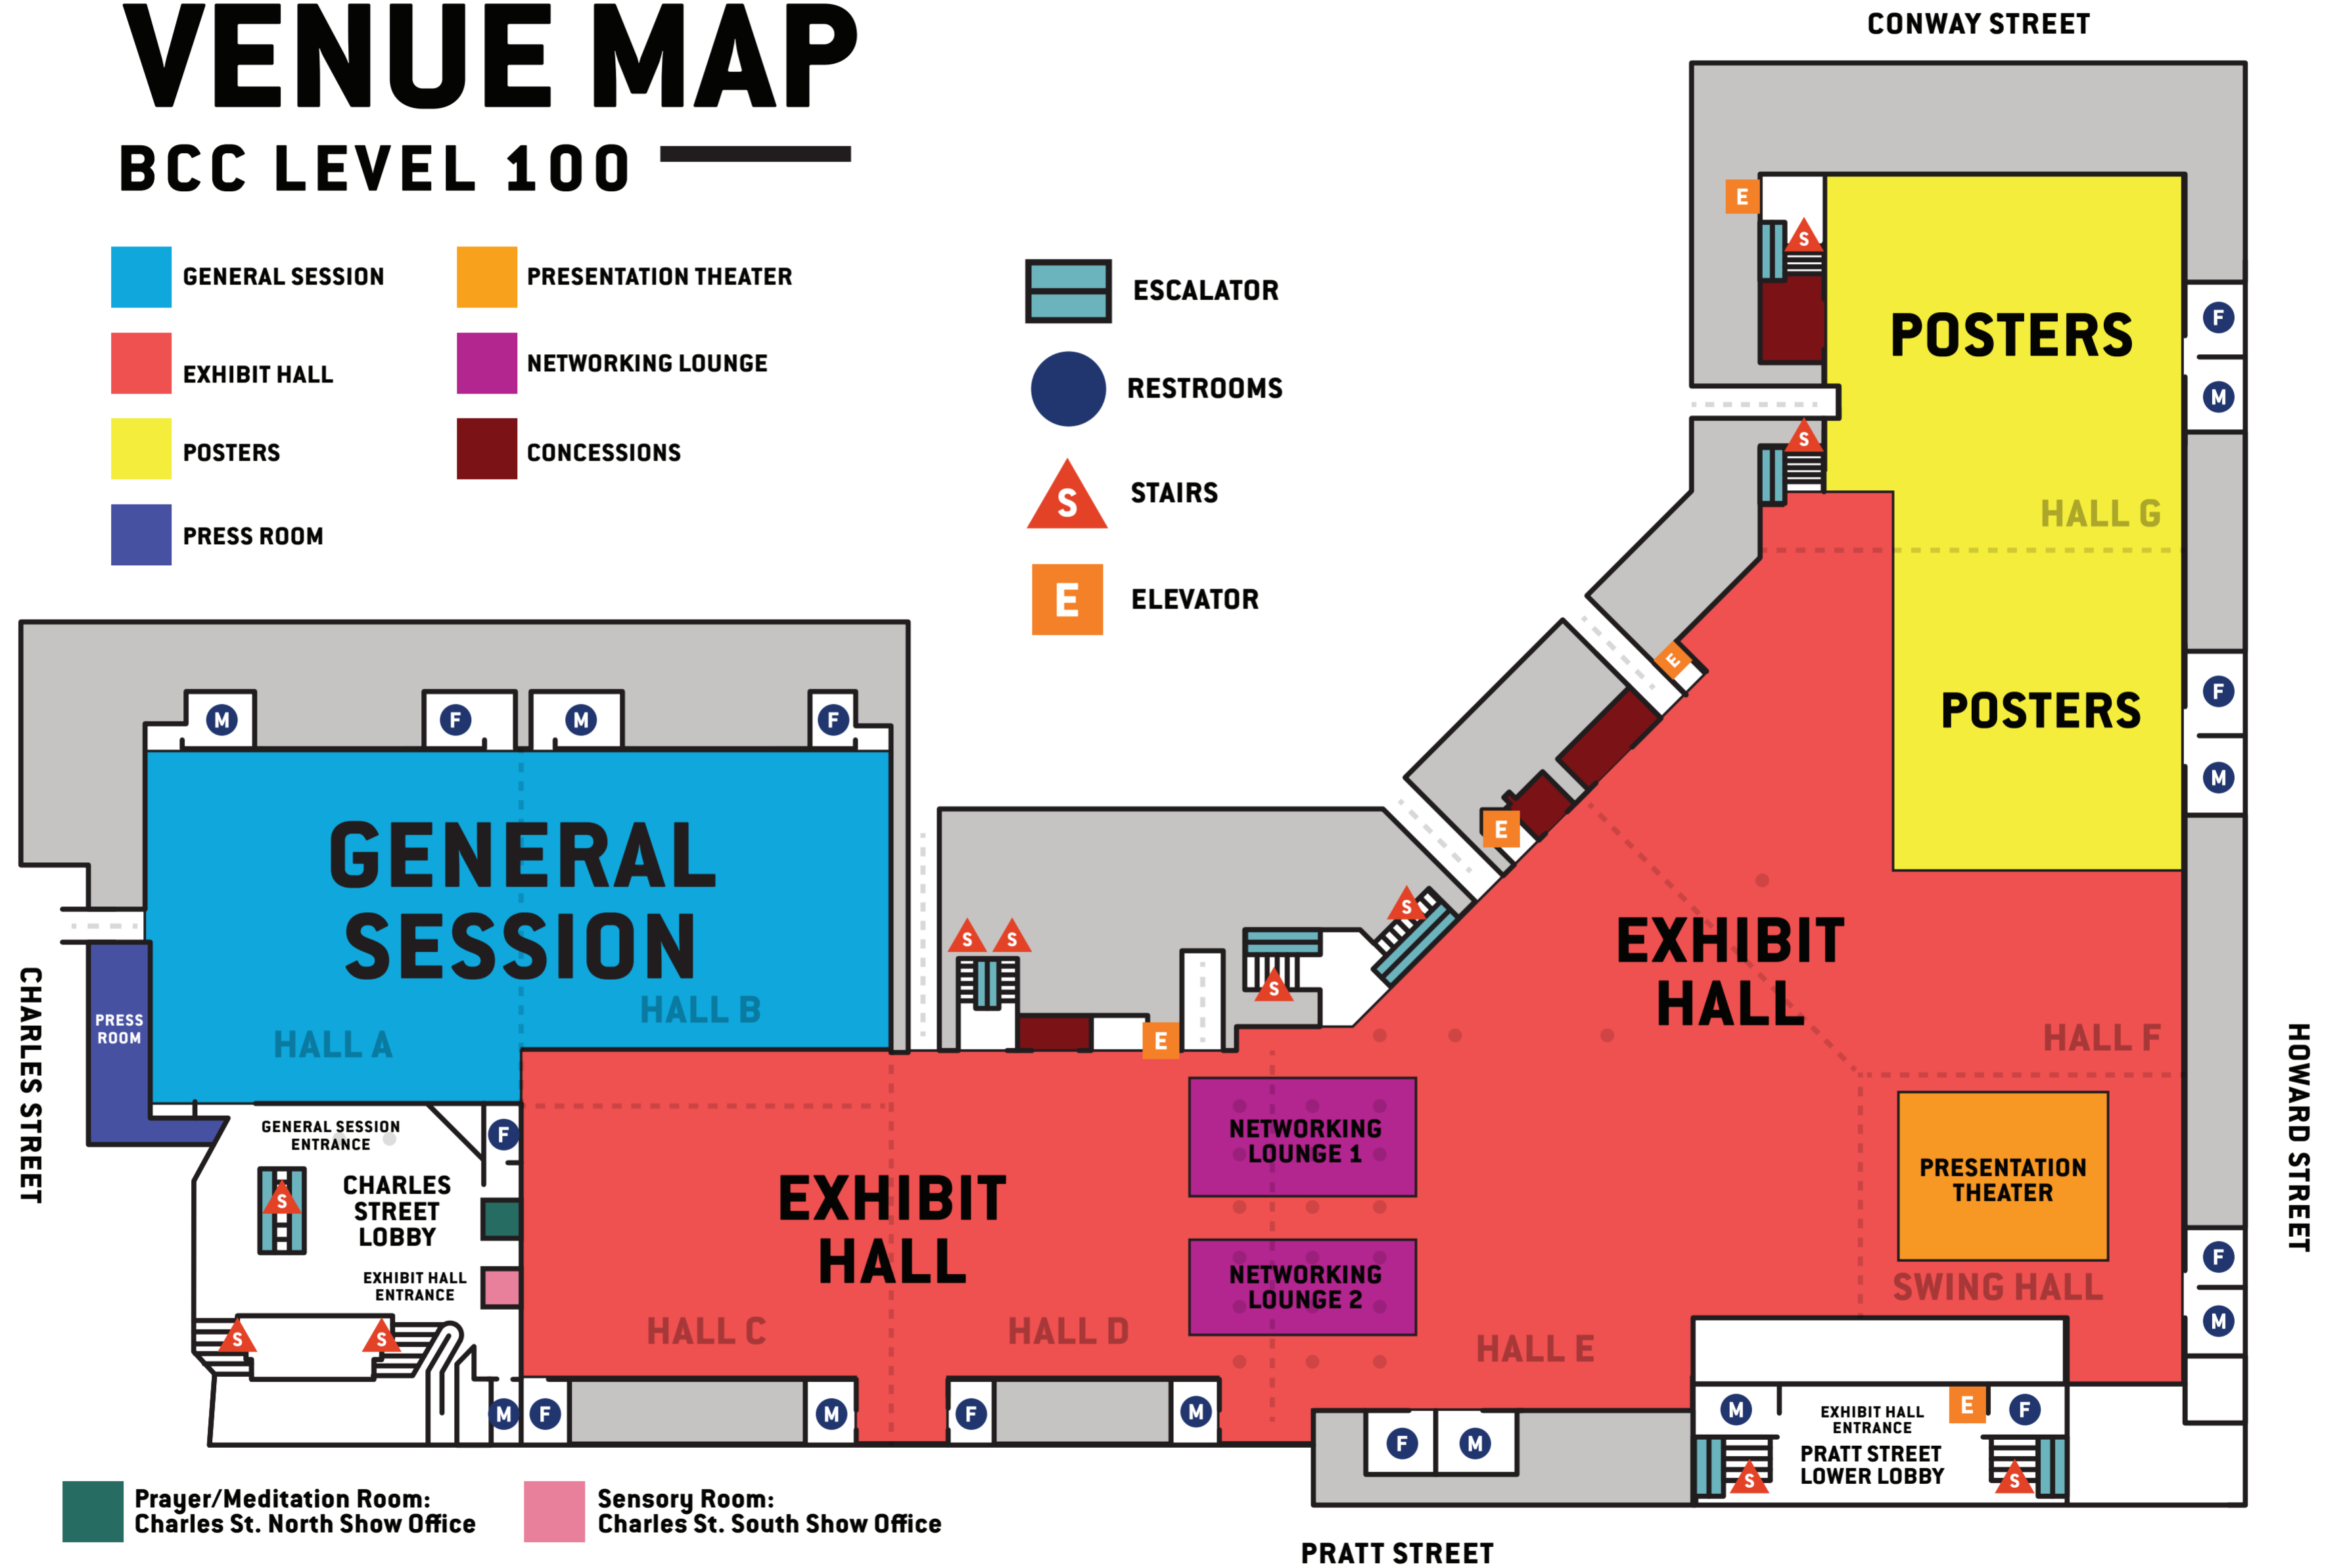 VENUE MAP
BCC LEVEL 100
CONWAY STREET
GENERAL SESSION
EXHIBIT HALL
POSTERS
PRESS ROOM
PRESENTATION THEATER
NETWORKING LOUNGE
CONCESSIONS
ESCALATOR
RESTROOMS
S
STAIRS
E
ELEVATOR
E
S
POSTERS
F
M
S
HALL G
E
POSTERS
F
M
M
F
M
F
GENERAL
SESSION
HALL A
HALL B
CHARLES STREET
PRESS
ROOM
S
S
E
S
S
E
EXHIBIT
HALL
HALL F
HOWARD STREET
GENERAL SESSION
ENTRANCE
F
S
CHARLES
STREET
LOBBY
EXHIBIT HALL
ENTRANCE
S
S
EXHIBIT
HALL
HALL C
HALL D
NETWORKING
LOUNGE 1
NETWORKING
LOUNGE 2
HALL E
PRESENTATION
THEATER
SWING HALL
F
M
M
F
M
F
M
F
M
M
EXHIBIT HALL
ENTRANCE
E
F
PRATT STREET
LOWER LOBBY
S
S
Prayer/Meditation Room:
Charles St. North Show Office
Sensory Room:
Charles St. South Show Office
PRATT STREET